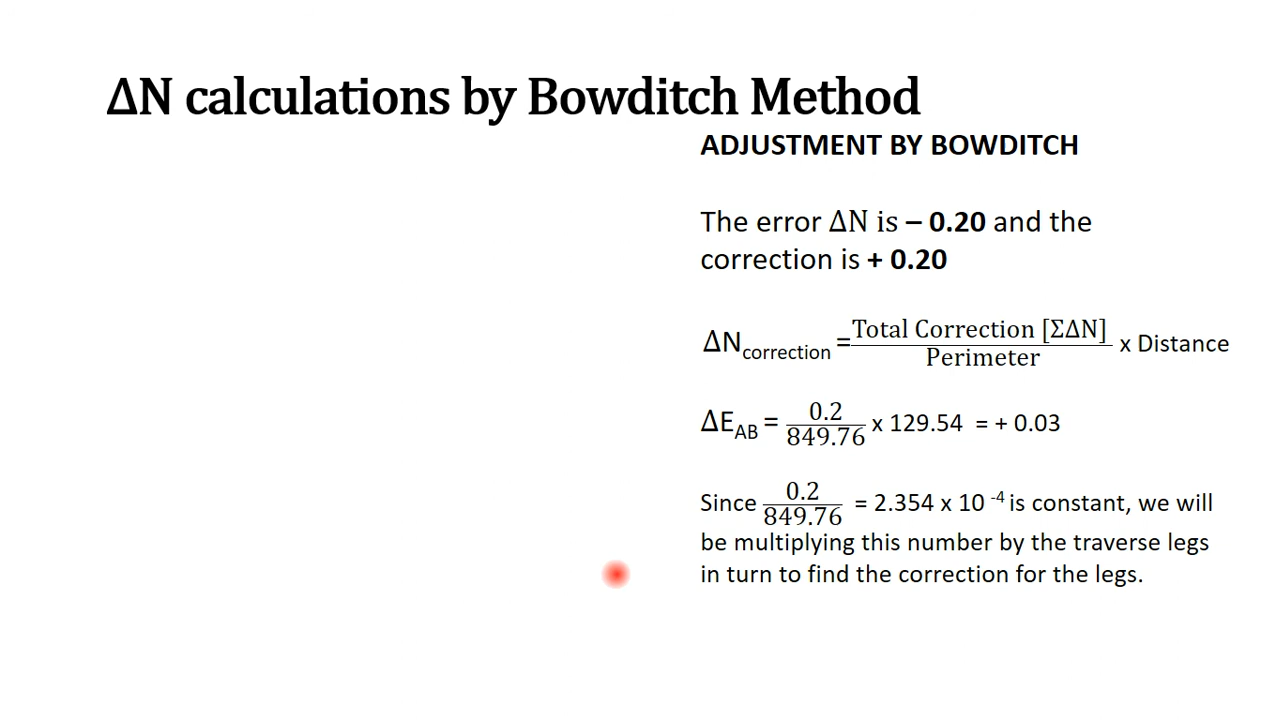 ΔN calculations by Bowditch Method
ADJUSTMENT BY BOWDITCH
The error ΔN is – 0.20 and the
correction is + 0.20
ΔNcorrection = Total Correction [ΣΔN] / Perimeter x Distance
ΔEAB = 0.2 / 849.76 x 129.54 = + 0.03
Since 0.2 / 849.76 = 2.354 x 10 -4 is constant, we will
be multiplying this number by the traverse legs
in turn to find the correction for the legs.